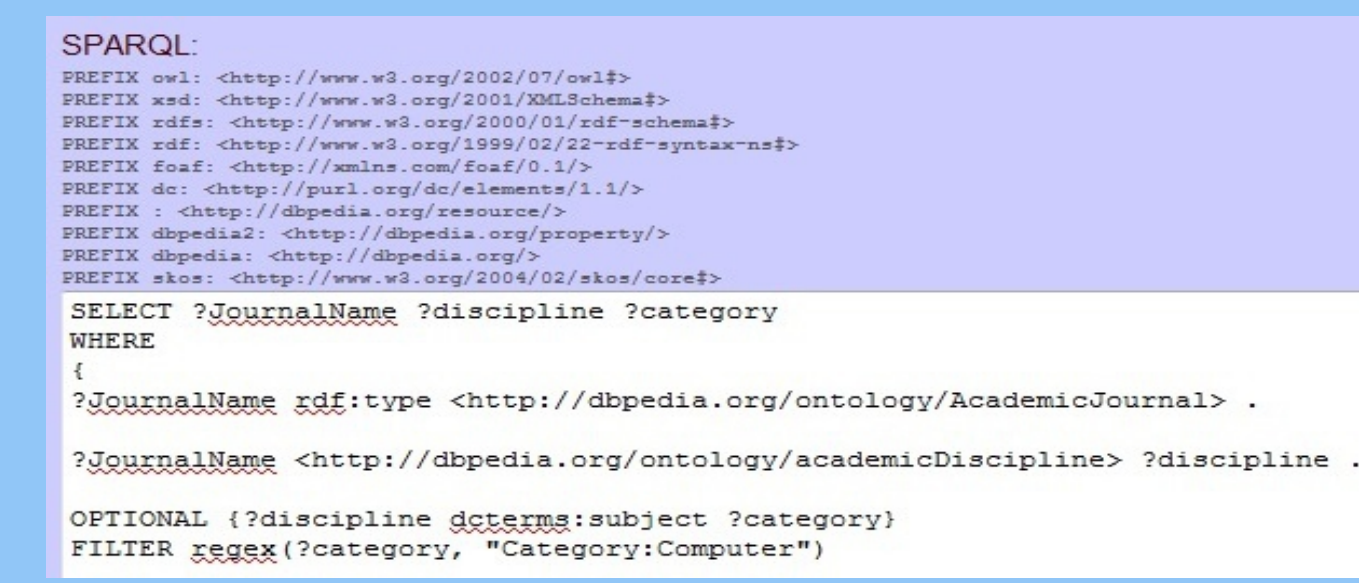 SPARQL:
PREFIX owl: <http://www.w3.org/2002/07/owl#>
PREFIX xsd: <http://www.w3.org/2001/XMLSchema#>
PREFIX rdfs: <http://www.w3.org/2000/01/rdf-schema#>
PREFIX rdf: <http://www.w3.org/1999/02/22-rdf-syntax-ns#>
PREFIX foaf: <http://xmlns.com/foaf/0.1/>
PREFIX dc: <http://purl.org/dc/elements/1.1/>
PREFIX : <http://dbpedia.org/resource/>
PREFIX dbpedia2: <http://dbpedia.org/property/>
PREFIX dbpedia: <http://dbpedia.org/>
PREFIX skos: <http://www.w3.org/2004/02/skos/core#>
SELECT ?JournalName ?discipline ?category
WHERE
{
?JournalName rdf:type <http://dbpedia.org/ontology/AcademicJournal> .
?JournalName <http://dbpedia.org/ontology/academicDiscipline> ?discipline .
OPTIONAL {?discipline dcterms:subject ?category}
FILTER regex(?category, "Category:Computer")